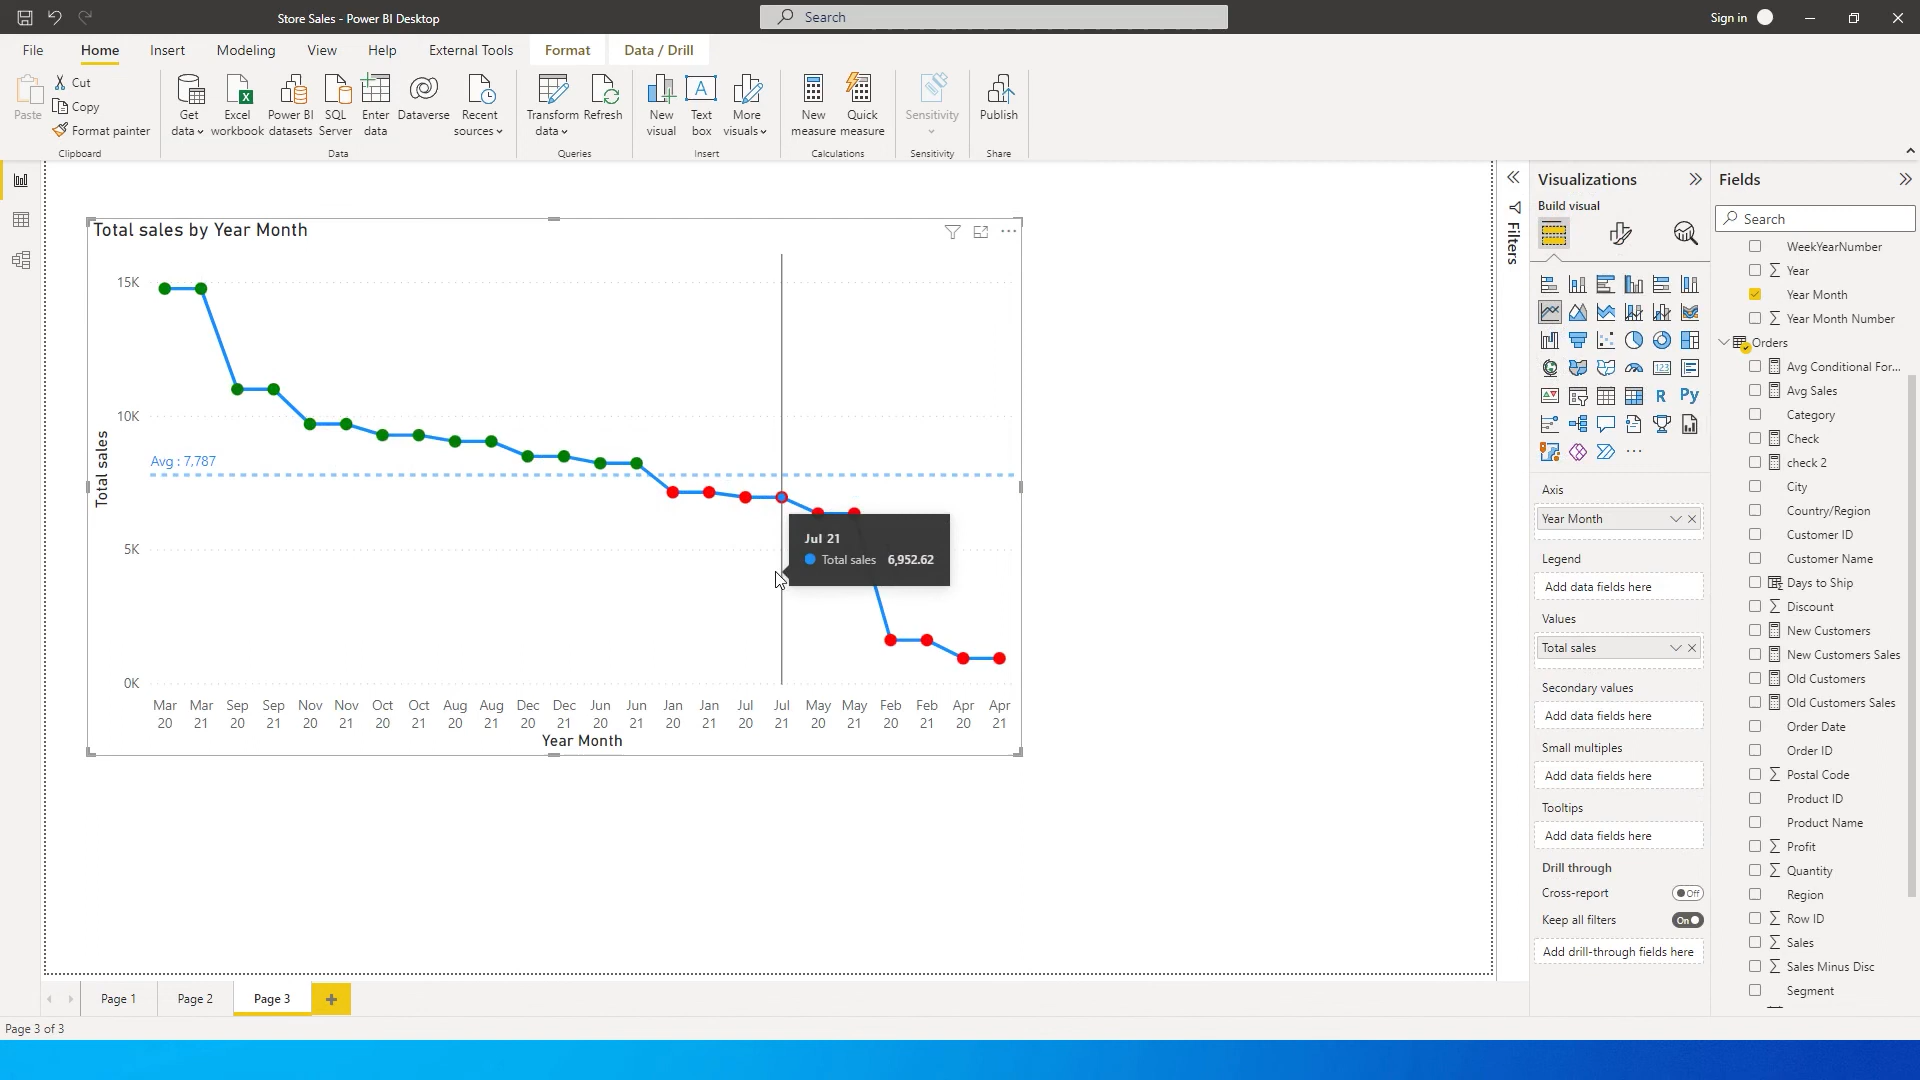 Store Sales - Power BI Desktop
Search
Sign in
File Home Insert Modeling View Help External Tools Format Data / Drill
Paste
Cut
Copy
Format painter
Clipboard
Get data
Excel workbook
Power BI datasets
SQL Server
Enter data
Dataverse
Recent sources
Data
Transform data
Refresh
Queries
New visual
A
Text box
More visuals
Insert
New measure
Quick measure
Calculations
Sensitivity
Sensitivity
Publish
Share
Total sales by Year Month
15K
10K
5K
0K
Total sales
Avg : 7,787
Jul 21
Total sales 6,952.62
Mar Mar Sep Sep Nov Nov Oct Oct Aug Aug Dec Dec Jun Jun Jan Jan Jul Jul May May Feb Feb Apr Apr
20 21 20 21 20 21 20 21 20 21 20 21 20 21 20 21 20 21 20 21 20 21 20 21
Year Month
Filters
Visualizations
Build visual
123
R
Py
Axis
Year Month
Legend
Add data fields here
Values
Total sales
Secondary values
Add data fields here
Small multiples
Add data fields here
Tooltips
Add data fields here
Drill through
Cross-report
Off
Keep all filters
On
Add drill-through fields here
Fields
Search
WeekYearNumber
Year
Year Month
Year Month Number
Orders
Avg Conditional For...
Avg Sales
Category
Check
check 2
City
Country/Region
Customer ID
Customer Name
Days to Ship
Discount
New Customers
New Customers Sales
Old Customers
Old Customers Sales
Order Date
Order ID
Postal Code
Product ID
Product Name
Profit
Quantity
Region
Row ID
Sales
Sales Minus Disc
Segment
Page 1 Page 2 Page 3
Page 3 of 3